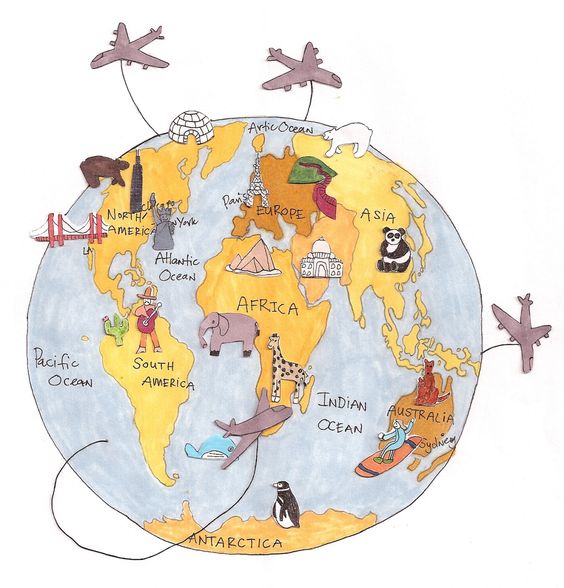 Artic Ocean
Chicago
NORTH
AMERICA
York
LA
Atlantic
Ocean
Paris
EUROPE
ASIA
AFRICA
Pacific
Ocean
SOUTH
AMERICA
INDIAN
OCEAN
AUSTRALIA
Sydney
ANTARCTICA